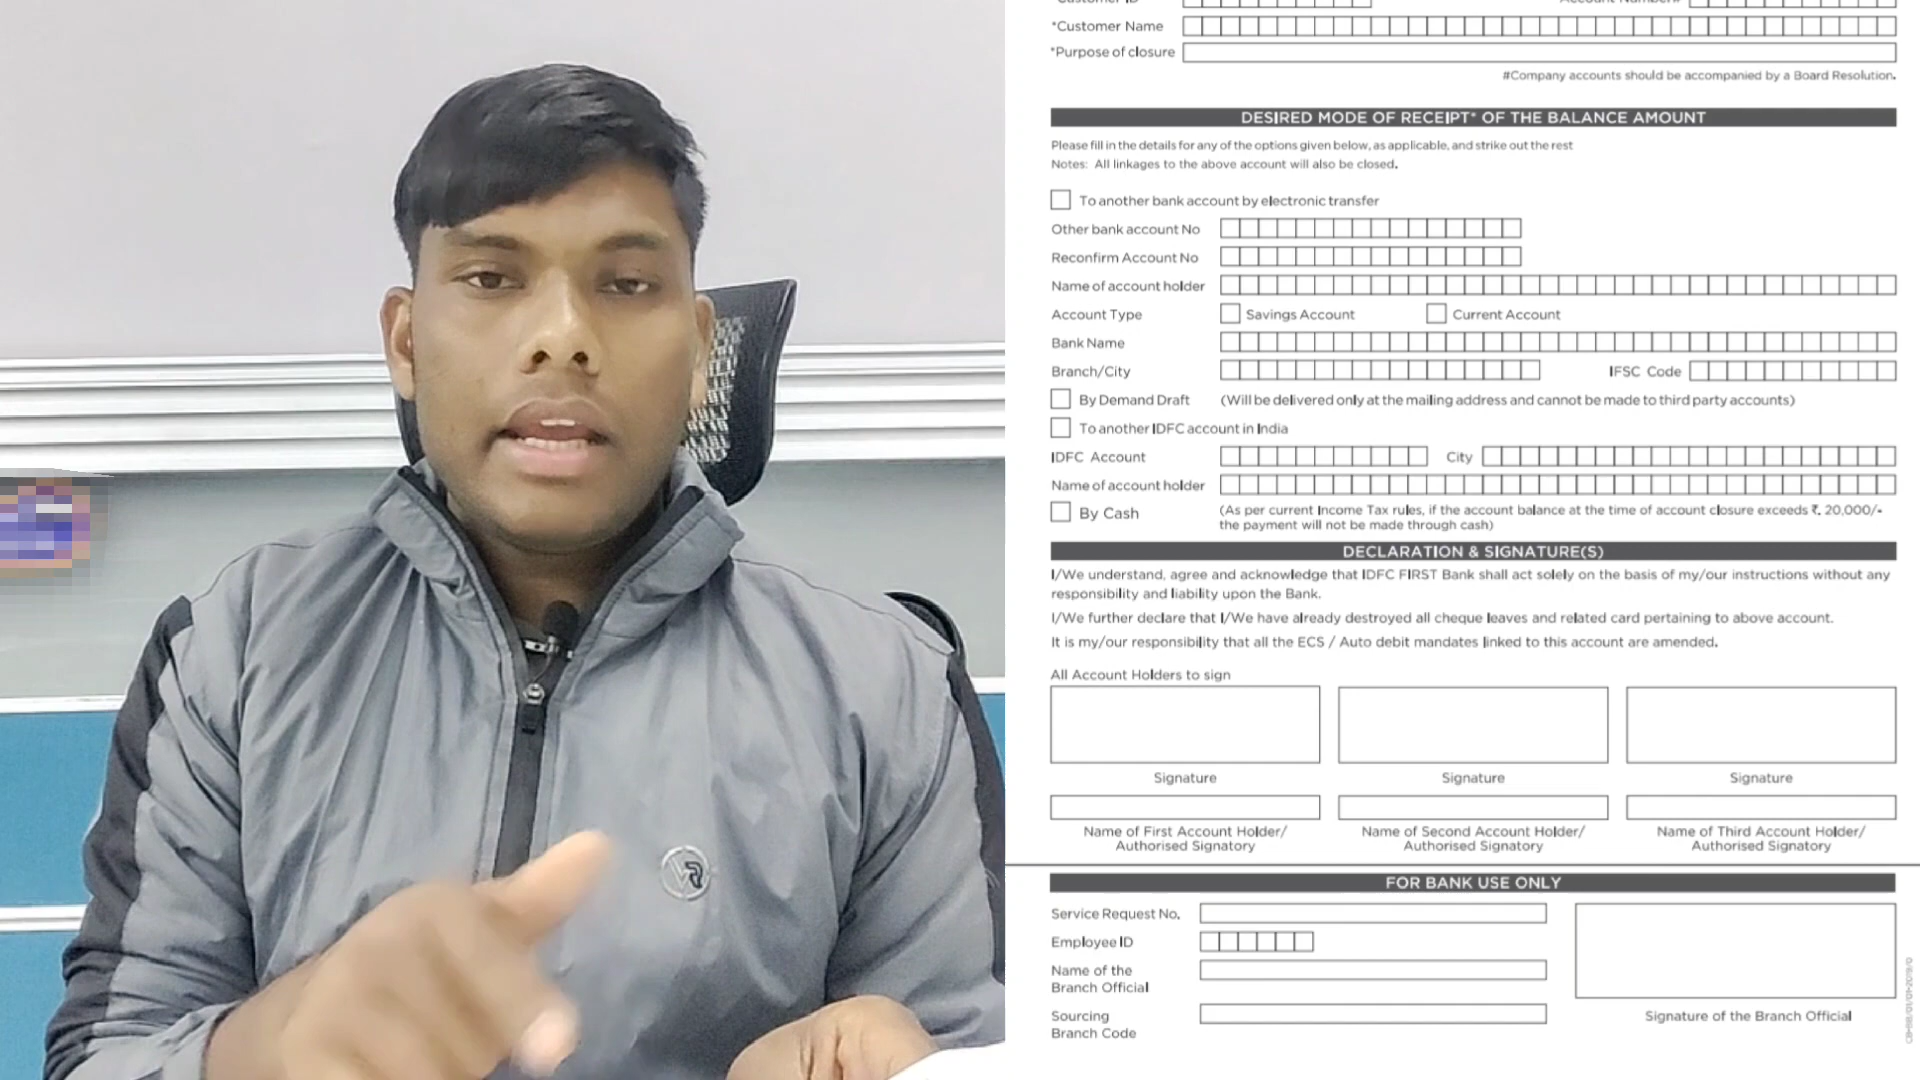 *Customer ID Account Number#
*Customer Name
*Purpose of closure
#Company accounts should be accompanied by a Board Resolution.
DESIRED MODE OF RECEIPT* OF THE BALANCE AMOUNT
Please fill in the details for any of the options given below, as applicable, and strike out the rest
Notes: All linkages to the above account will also be closed.
To another bank account by electronic transfer
Other bank account No
Reconfirm Account No
Name of account holder
Account Type Savings Account Current Account
Bank Name
Branch/City IFSC Code
By Demand Draft (Will be delivered only at the mailing address and cannot be made to third party accounts)
To another IDFC account in India
IDFC Account City
Name of account holder
By Cash (As per current Income Tax rules, if the account balance at the time of account closure exceeds ₹. 20,000/-
the payment will not be made through cash)
DECLARATION & SIGNATURE(S)
I/We understand, agree and acknowledge that IDFC FIRST Bank shall act solely on the basis of my/our instructions without any
responsibility and liability upon the Bank.
I/We further declare that I/We have already destroyed all cheque leaves and related card pertaining to above account.
It is my/our responsibility that all the ECS / Auto debit mandates linked to this account are amended.
All Account Holders to sign
Signature Signature Signature
Name of First Account Holder/ Name of Second Account Holder/ Name of Third Account Holder/
Authorised Signatory Authorised Signatory Authorised Signatory
FOR BANK USE ONLY
Service Request No.
Employee ID
Name of the
Branch Official
Sourcing
Branch Code
Signature of the Branch Official